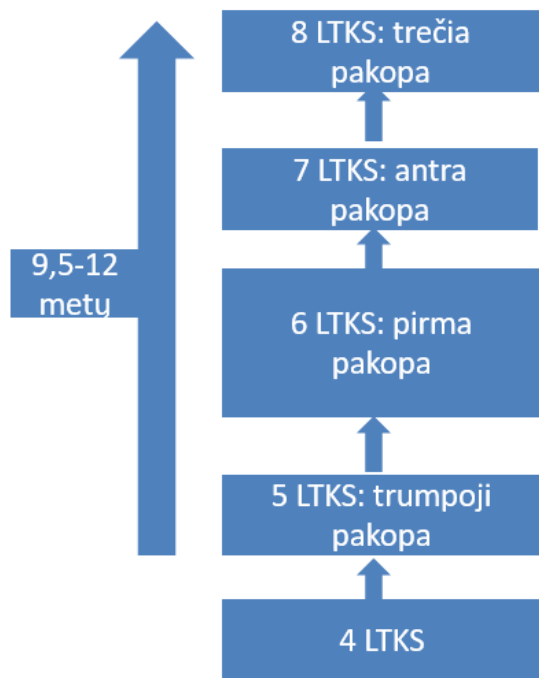 8 LTKS: trečia
pakopa
7 LTKS: antra
pakopa
9,5-12
metų
6 LTKS: pirma
pakopa
5 LTKS: trumpoji
pakopa
4 LTKS